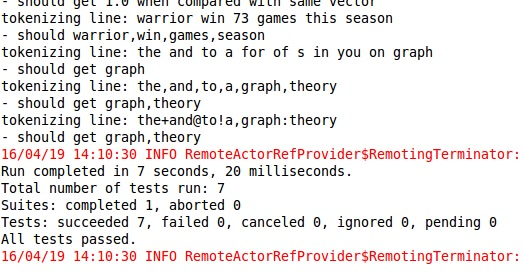 - should get 1.0 when compared with same vector
tokenizing line: warrior win 73 games this season
- should warrior,win,games,season
tokenizing line: the and to a for of s in you on graph
- should get graph
tokenizing line: the,and,to,a,graph,theory
- should get graph,theory
tokenizing line: the+and@to!a,graph:theory
- should get graph,theory
16/04/19 14:10:30 INFO RemoteActorRefProvider$RemotingTerminator:
Run completed in 7 seconds, 20 milliseconds.
Total number of tests run: 7
Suites: completed 1, aborted 0
Tests: succeeded 7, failed 0, canceled 0, ignored 0, pending 0
All tests passed.
16/04/19 14:10:30 INFO RemoteActorRefProvider$RemotingTerminator: